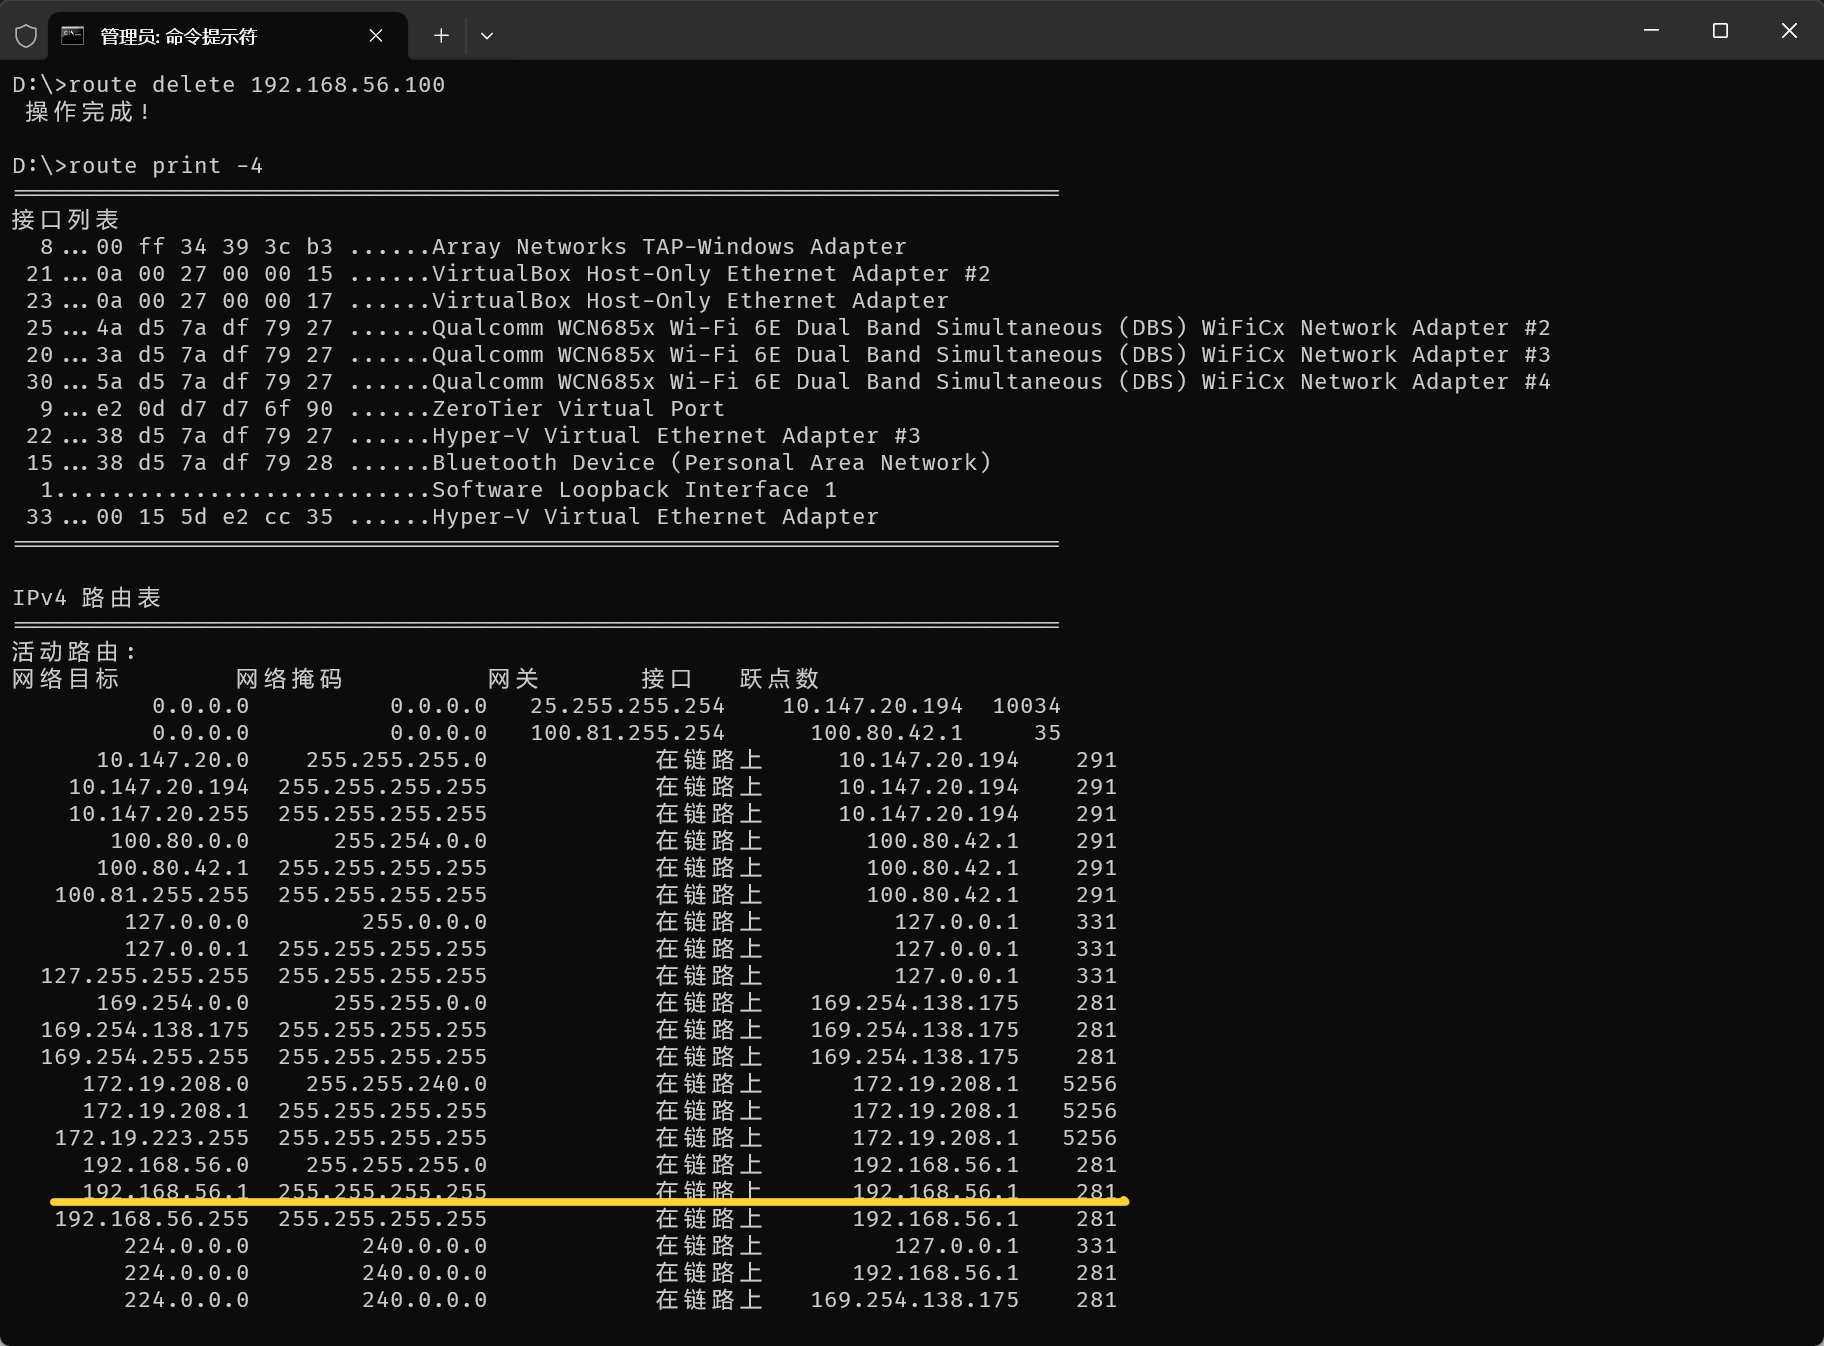 管理员: 命令提示符
D:\>route delete 192.168.56.100
操作完成!
D:\>route print -4
===========================================================================
接口列表
8...00 ff 34 39 3c b3 ......Array Networks TAP-Windows Adapter
21...0a 00 27 00 00 15 ......VirtualBox Host-Only Ethernet Adapter #2
23...0a 00 27 00 00 17 ......VirtualBox Host-Only Ethernet Adapter
25...4a d5 7a df 79 27 ......Qualcomm WCN685x Wi-Fi 6E Dual Band Simultaneous (DBS) WiFiCx Network Adapter #2
20...3a d5 7a df 79 27 ......Qualcomm WCN685x Wi-Fi 6E Dual Band Simultaneous (DBS) WiFiCx Network Adapter #3
30...5a d5 7a df 79 27 ......Qualcomm WCN685x Wi-Fi 6E Dual Band Simultaneous (DBS) WiFiCx Network Adapter #4
9...e2 0d d7 d7 6f 90 ......ZeroTier Virtual Port
22...38 d5 7a df 79 27 ......Hyper-V Virtual Ethernet Adapter #3
15...38 d5 7a df 79 28 ......Bluetooth Device (Personal Area Network)
1...........................Software Loopback Interface 1
33...00 15 5d e2 cc 35 ......Hyper-V Virtual Ethernet Adapter
===========================================================================
IPv4 路由表
===========================================================================
活动路由:
网络目标 网络掩码 网关 接口 跃点数
0.0.0.0 0.0.0.0 25.255.255.254 10.147.20.194 10034
0.0.0.0 0.0.0.0 100.81.255.254 100.80.42.1 35
10.147.20.0 255.255.255.0 在链路上 10.147.20.194 291
10.147.20.194 255.255.255.255 在链路上 10.147.20.194 291
10.147.20.255 255.255.255.255 在链路上 10.147.20.194 291
100.80.0.0 255.254.0.0 在链路上 100.80.42.1 291
100.80.42.1 255.255.255.255 在链路上 100.80.42.1 291
100.81.255.255 255.255.255.255 在链路上 100.80.42.1 291
127.0.0.0 255.0.0.0 在链路上 127.0.0.1 331
127.0.0.1 255.255.255.255 在链路上 127.0.0.1 331
127.255.255.255 255.255.255.255 在链路上 127.0.0.1 331
169.254.0.0 255.255.0.0 在链路上 169.254.138.175 281
169.254.138.175 255.255.255.255 在链路上 169.254.138.175 281
169.254.255.255 255.255.255.255 在链路上 169.254.138.175 281
172.19.208.0 255.255.240.0 在链路上 172.19.208.1 5256
172.19.208.1 255.255.255.255 在链路上 172.19.208.1 5256
172.19.223.255 255.255.255.255 在链路上 172.19.208.1 5256
192.168.56.0 255.255.255.0 在链路上 192.168.56.1 281
192.168.56.1 255.255.255.255 在链路上 192.168.56.1 281
192.168.56.255 255.255.255.255 在链路上 192.168.56.1 281
224.0.0.0 240.0.0.0 在链路上 127.0.0.1 331
224.0.0.0 240.0.0.0 在链路上 192.168.56.1 281
224.0.0.0 240.0.0.0 在链路上 169.254.138.175 281